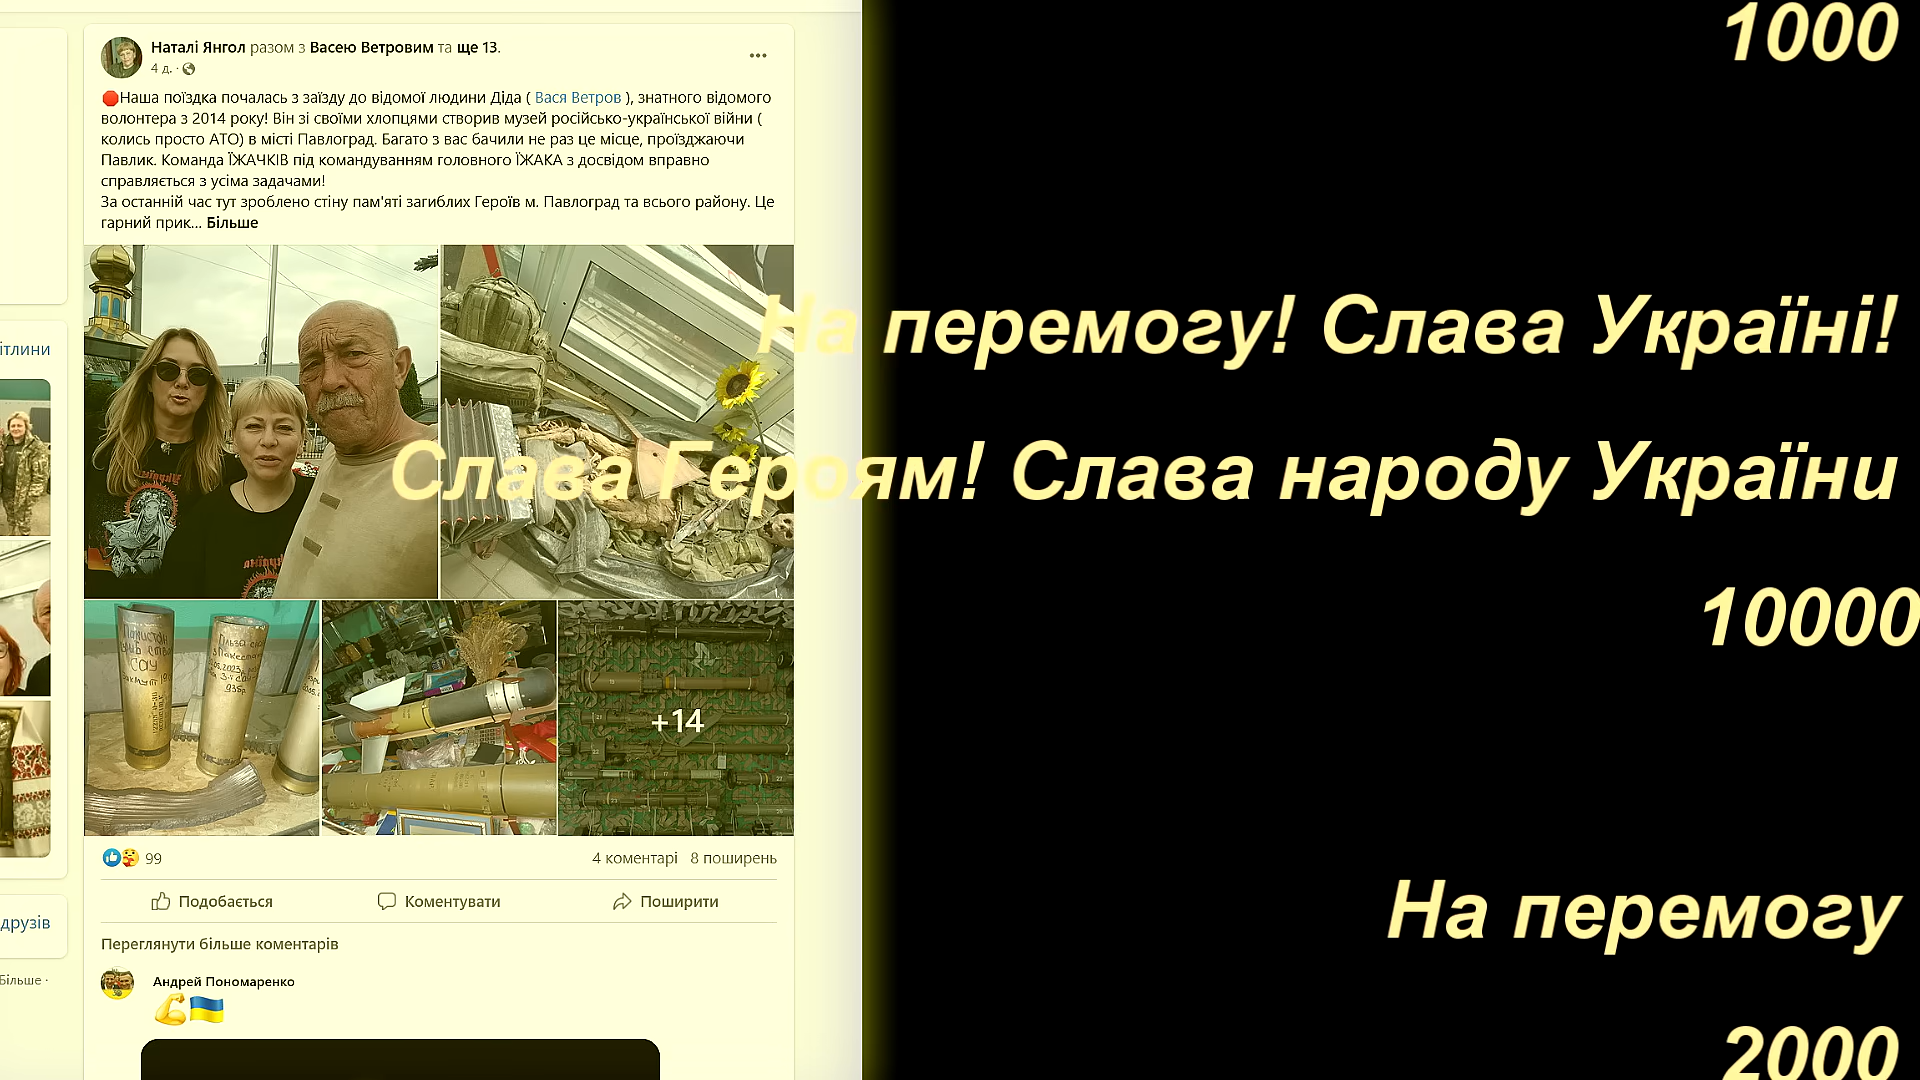 Наталі Янгол разом з Васею Ветровим та ще 13.
4 д. ·
🛑Наша поїздка почалась з заїзду до відомої людини Діда ( Вася Ветров ), знатного відомого
волонтера з 2014 року! Він зі своїми хлопцями створив музей російсько-української війни (
колись просто АТО) в місті Павлоград. Багато з вас бачили не раз це місце, проїзджаючи
Павлик. Команда ЇЖАЧКІВ під командуванням головного ЇЖАКА з досвідом вправно
справляється з усіма задачами!
За останній час тут зроблено стіну пам'яті загиблих Героїв м. Павлоград та всього району. Це
гарний прик... Більше
ітлини
+14
99
4 коментарі 8 поширень
Подобається Коментувати Поширити
друзів
Переглянути більше коментарів
Більше ·
Андрей Пономаренко
💪🇺🇦
1000
На перемогу! Слава Україні!
Слава Героям! Слава народу України
10000
На перемогу
2000